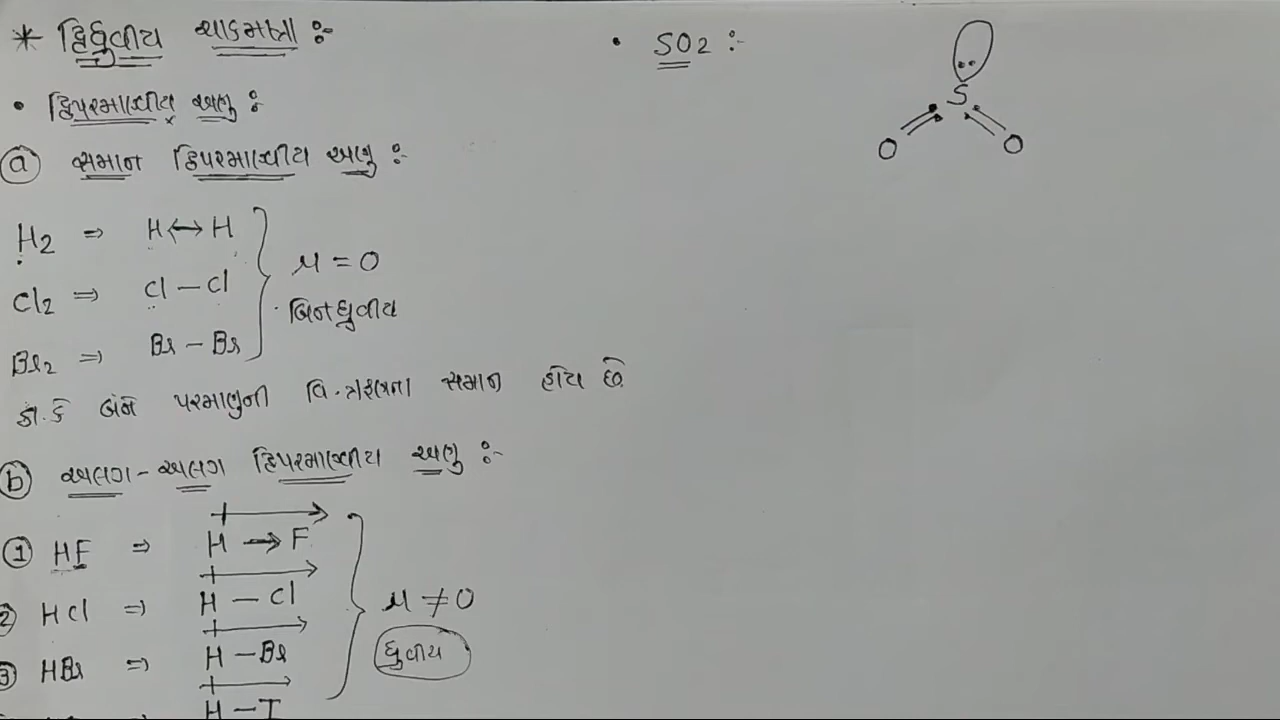 * દ્વિધ્રુવીય ચાકમાત્રા :-
• દ્વિપરમાણ્વીય અણુ :-
ⓐ સમાન દ્વિપરમાણ્વીય અણુ :-
H2 ⇒ H ↔ H
Cl2 ⇒ Cl – Cl
Br2 ⇒ Br – Br
μ = 0
બિનધ્રુવીય
કા.કે બંને પરમાણુની વિ.ઋણતા સમાન હોય છે
ⓑ અલગ-અલગ દ્વિપરમાણ્વીય અણુ :-
① HF ⇒ H → F
② HCl ⇒ H – Cl
③ HBr ⇒ H – Br
H – I
μ ≠ 0
ધ્રુવીય
• SO2 :-
S
O O